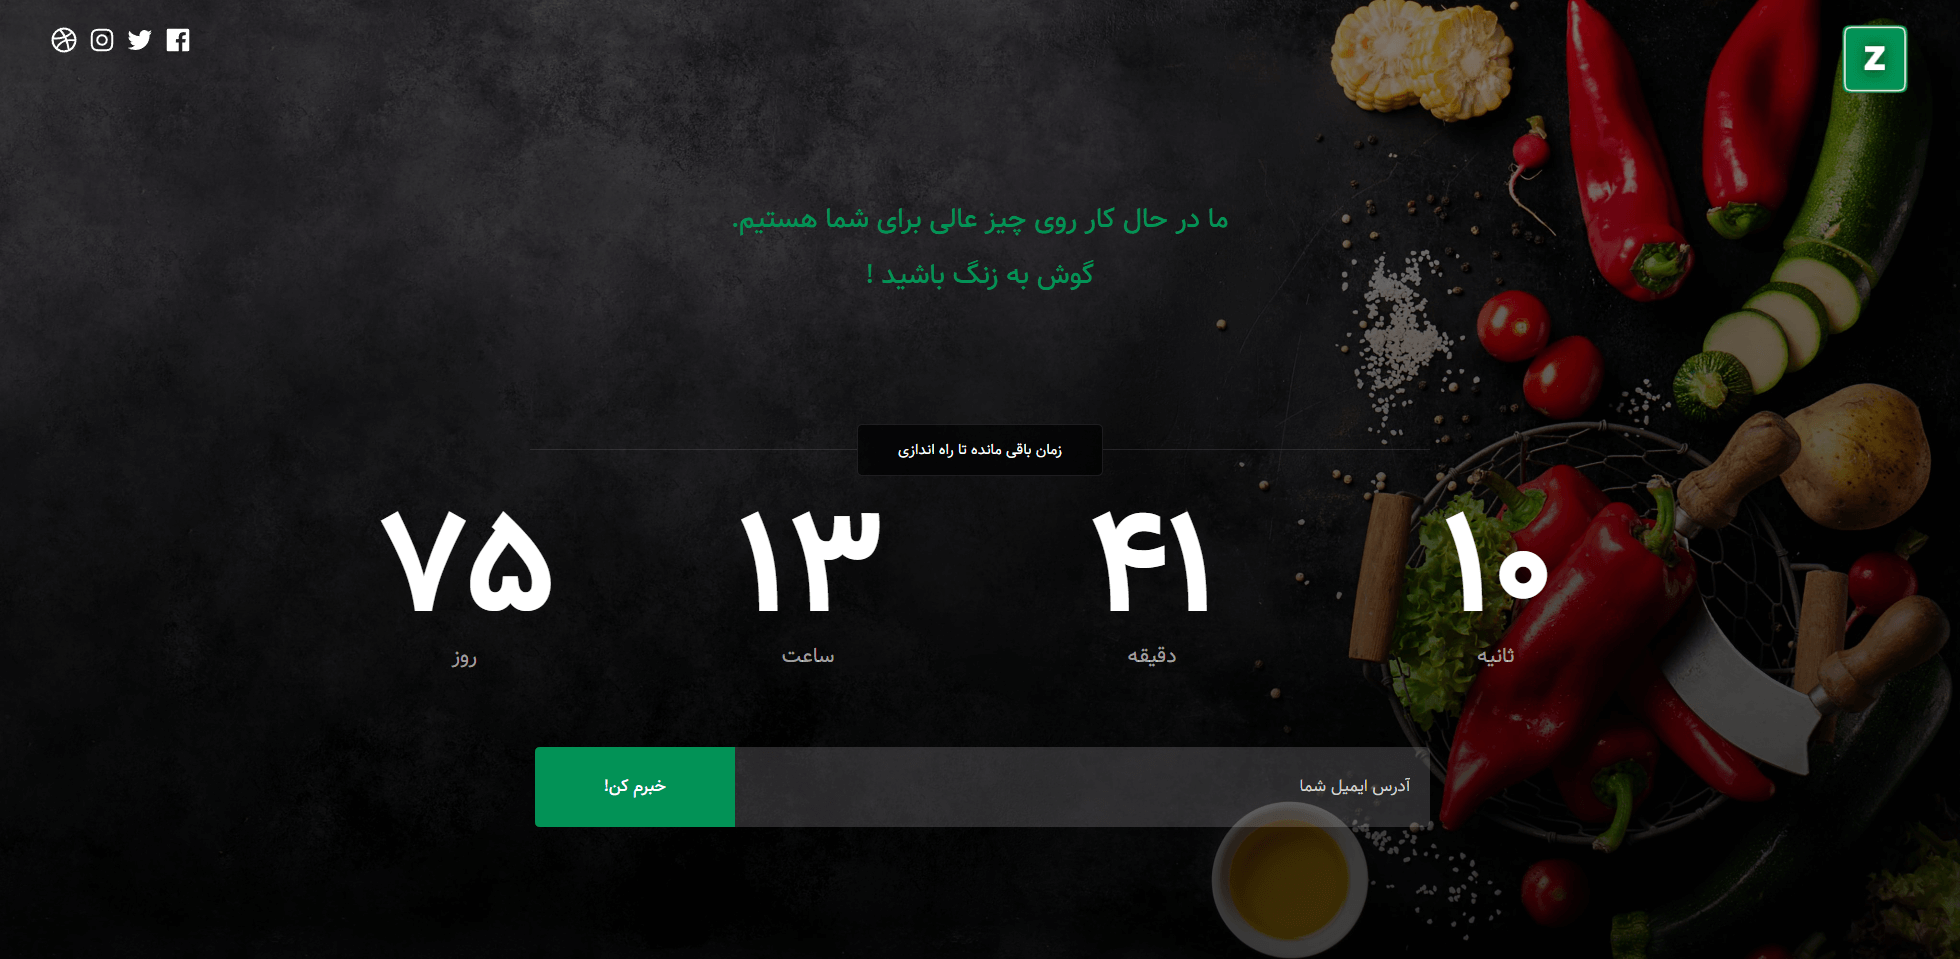 Z
ما در حال کار روی چیز عالی برای شما هستیم.
گوش به زنگ باشید !
زمان باقی مانده تا راه اندازی
۷۵ ۱۳ ۴۱ ۱۰
روز ساعت دقیقه ثانیه
آدرس ایمیل شما
خبرم کن!